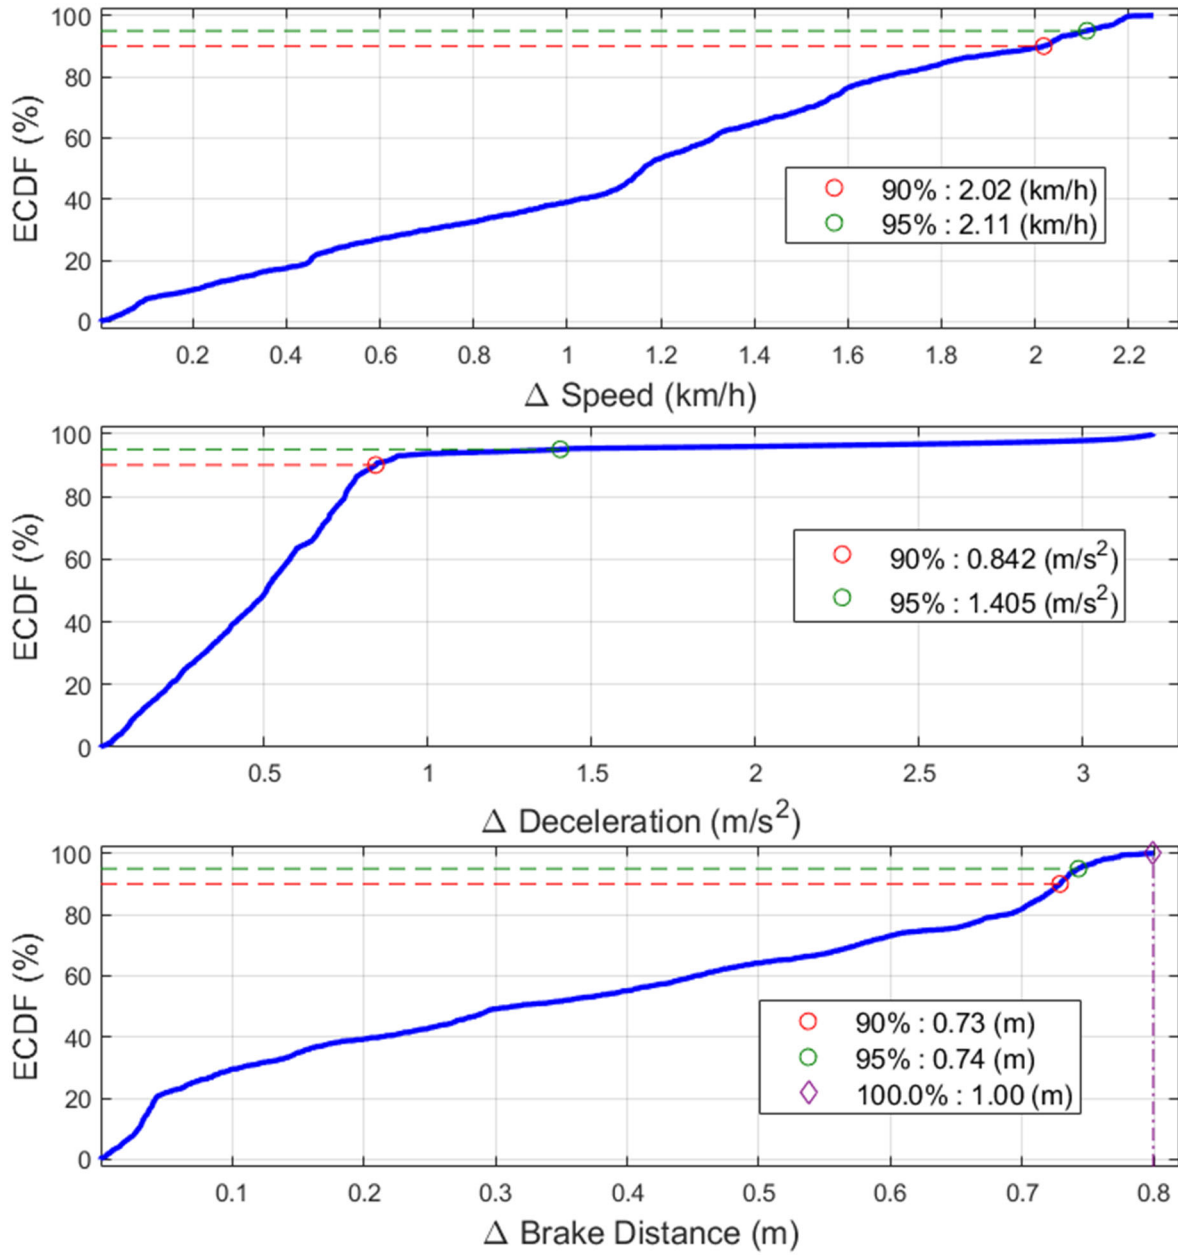 100
80
60
40
20
0
ECDF (%)
90% : 2.02 (km/h)
95% : 2.11 (km/h)
0.2 0.4 0.6 0.8 1 1.2 1.4 1.6 1.8 2 2.2
Δ Speed (km/h)
100
80
60
40
20
0
ECDF (%)
90% : 0.842 (m/s²)
95% : 1.405 (m/s²)
0.5 1 1.5 2 2.5 3
Δ Deceleration (m/s²)
100
80
60
40
20
0
ECDF (%)
90% : 0.73 (m)
95% : 0.74 (m)
100.0% : 1.00 (m)
0.1 0.2 0.3 0.4 0.5 0.6 0.7 0.8
Δ Brake Distance (m)